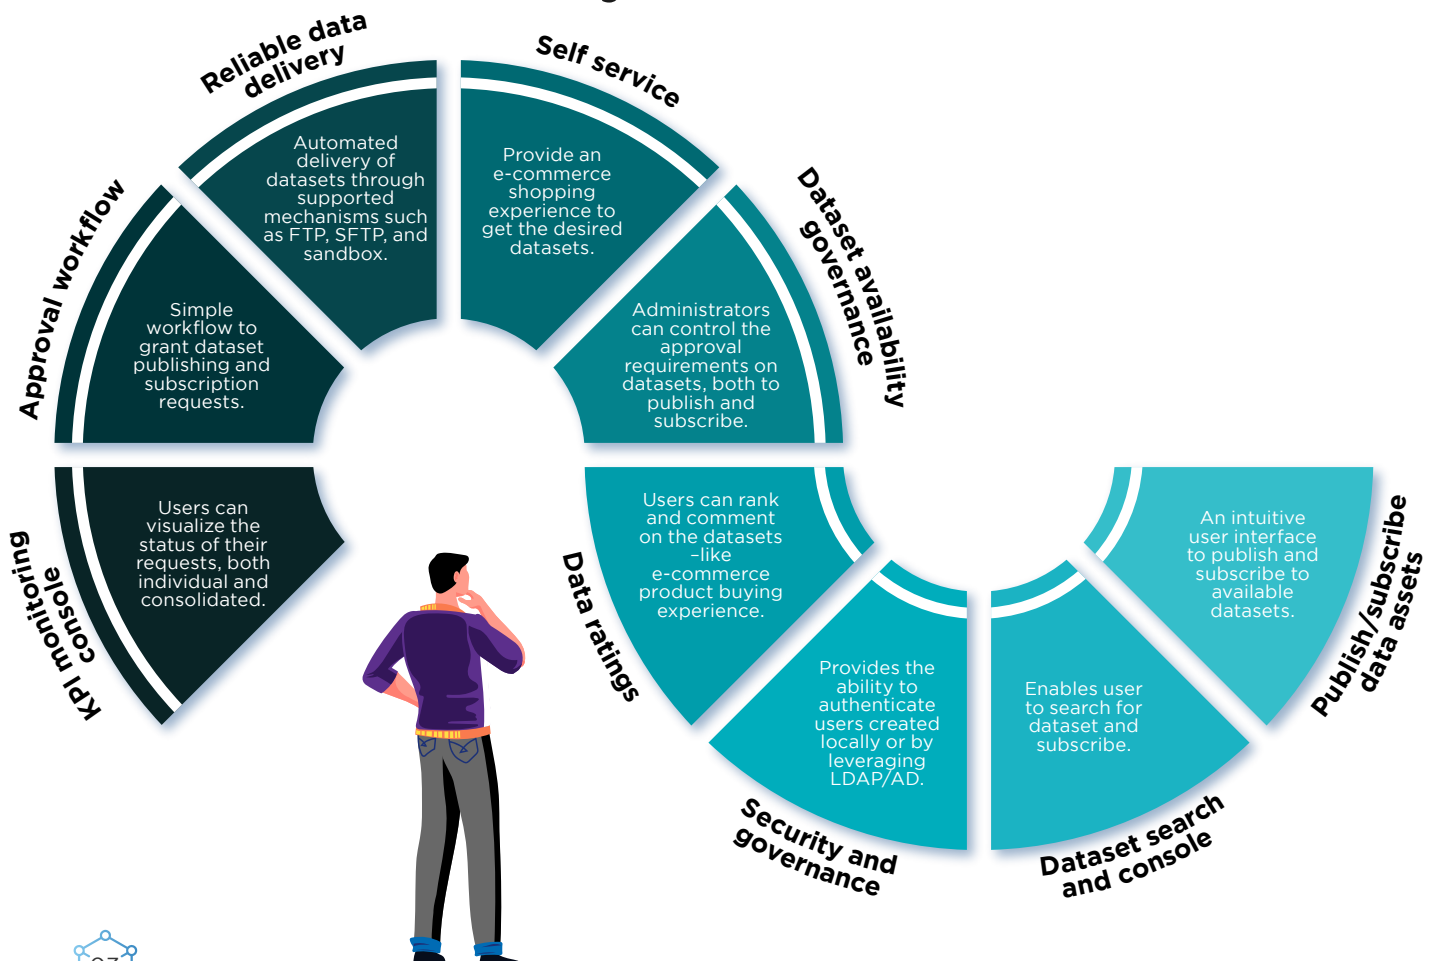 Reliable data
delivery
Automated
delivery of
datasets through
supported
mechanisms such
as FTP, SFTP, and
sandbox.
Self service
Provide an
e-commerce
shopping
experience to
get the desired
datasets.
Approval workflow
Simple
workflow to
grant dataset
publishing and
subscription
requests.
Dataset availability
governance
Administrators
can control the
approval
requirements on
datasets, both to
publish and
subscribe.
KPI monitoring
console
Users can
visualize the
status of their
requests, both
individual and
consolidated.
Data ratings
Users can rank
and comment
on the datasets
–like
e-commerce
product buying
experience.
Security and
governance
Provides the
ability to
authenticate
users created
locally or by
leveraging
LDAP/AD.
Dataset search
and console
Enables user
to search for
dataset and
subscribe.
Publish/subscribe
data assets
An intuitive
user interface
to publish and
subscribe to
available
datasets.